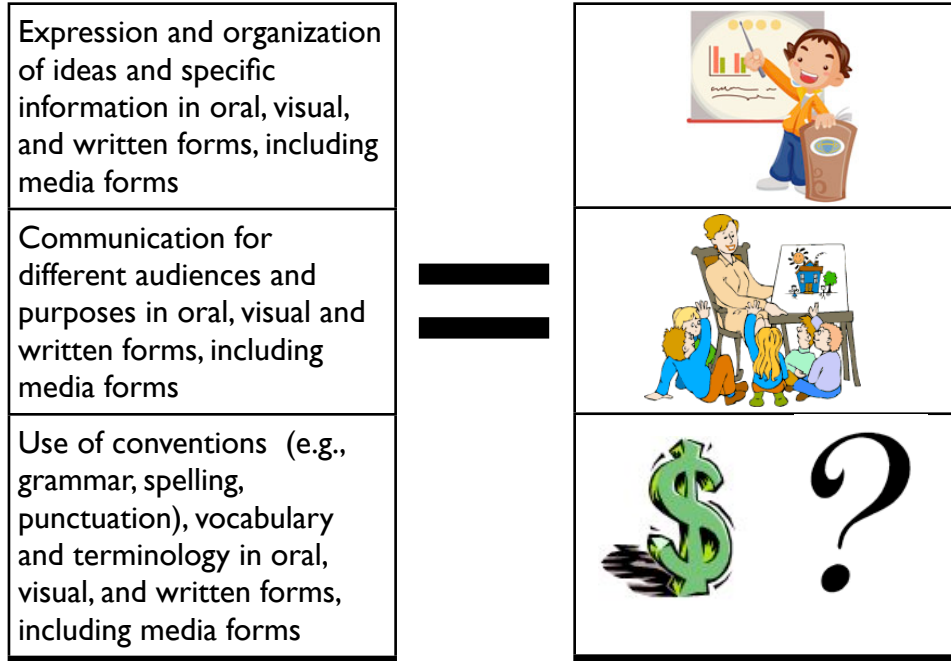 Expression and organization
of ideas and specific
information in oral, visual,
and written forms, including
media forms
Communication for
different audiences and
purposes in oral, visual and
written forms, including
media forms
Use of conventions (e.g.,
grammar, spelling,
punctuation), vocabulary
and terminology in oral,
visual, and written forms,
including media forms
$ ?